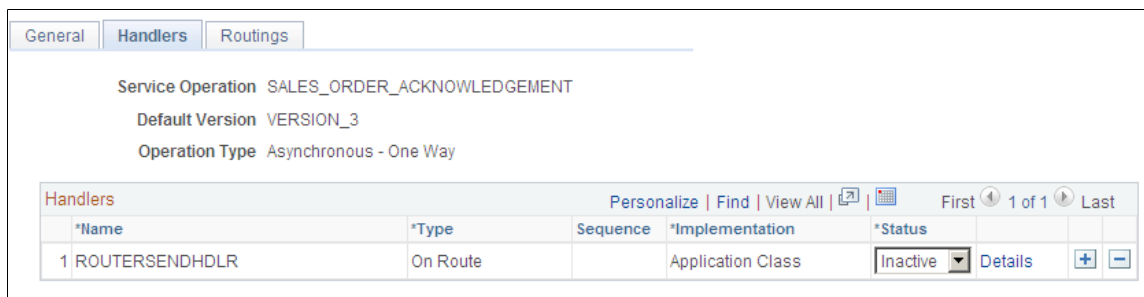 General Handlers Routings
Service Operation SALES_ORDER_ACKNOWLEDGEMENT
Default Version VERSION_3
Operation Type Asynchronous - One Way
Handlers Personalize | Find | View All | | First 1 of 1 Last
*Name *Type Sequence *Implementation *Status
1 ROUTERSENDHDLR On Route Application Class Inactive Details + -